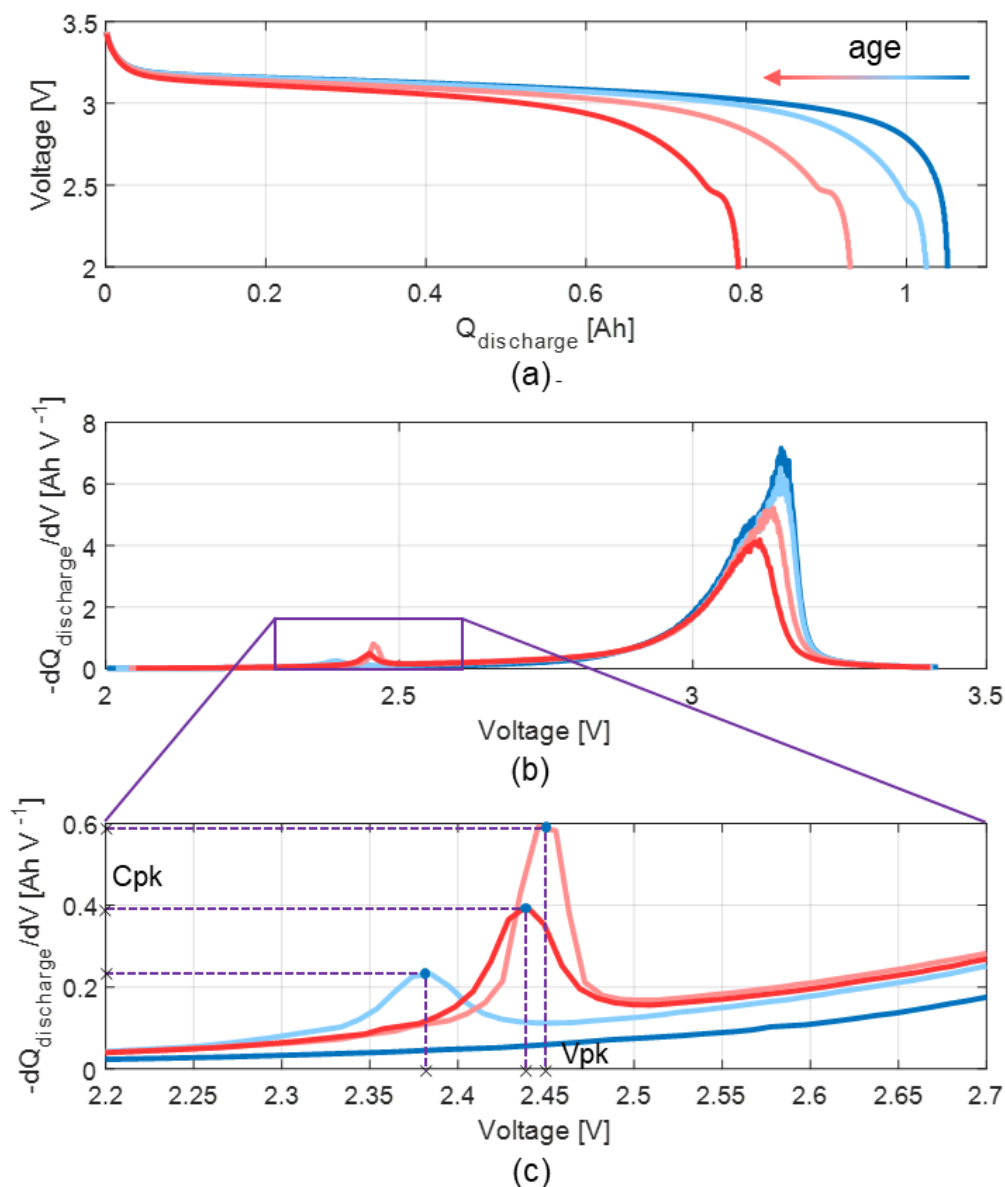 3.5
3
2.5
2
Voltage [V]
age
0 0.2 0.4 0.6 0.8 1
Q_discharge [Ah]
(a) -
8
6
4
2
0
-dQ_discharge/dV [Ah V⁻¹]
2 2.5 3 3.5
Voltage [V]
(b)
0.6
0.4
0.2
0
-dQ_discharge/dV [Ah V⁻¹]
Cpk
Vpk
2.2 2.25 2.3 2.35 2.4 2.45 2.5 2.55 2.6 2.65 2.7
Voltage [V]
(c)